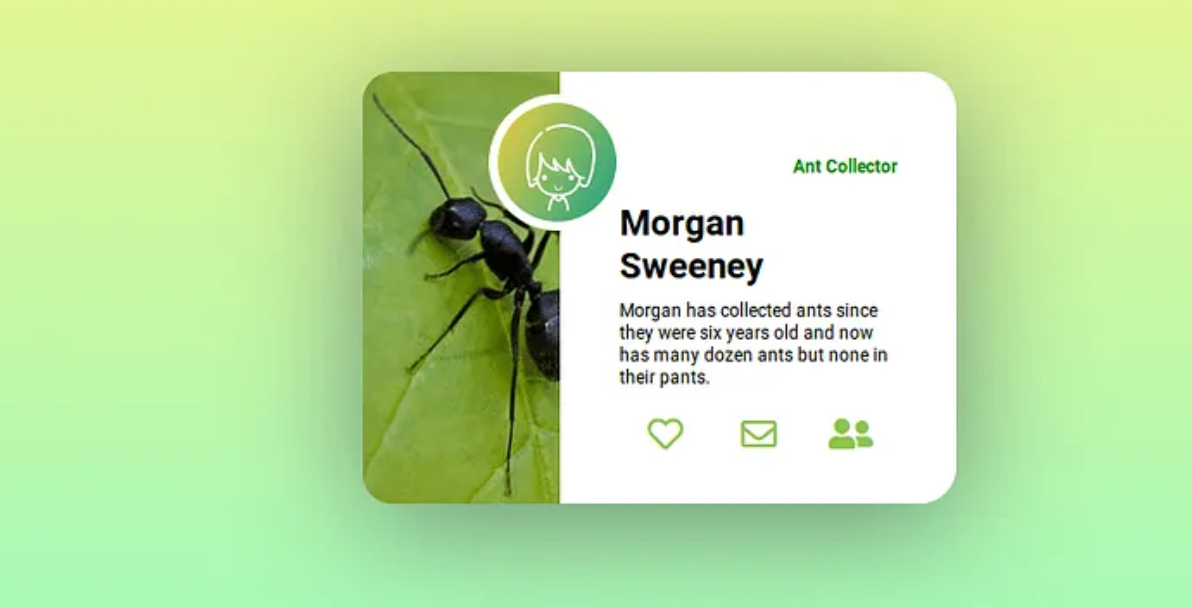 Ant Collector
Morgan
Sweeney
Morgan has collected ants since
they were six years old and now
has many dozen ants but none in
their pants.